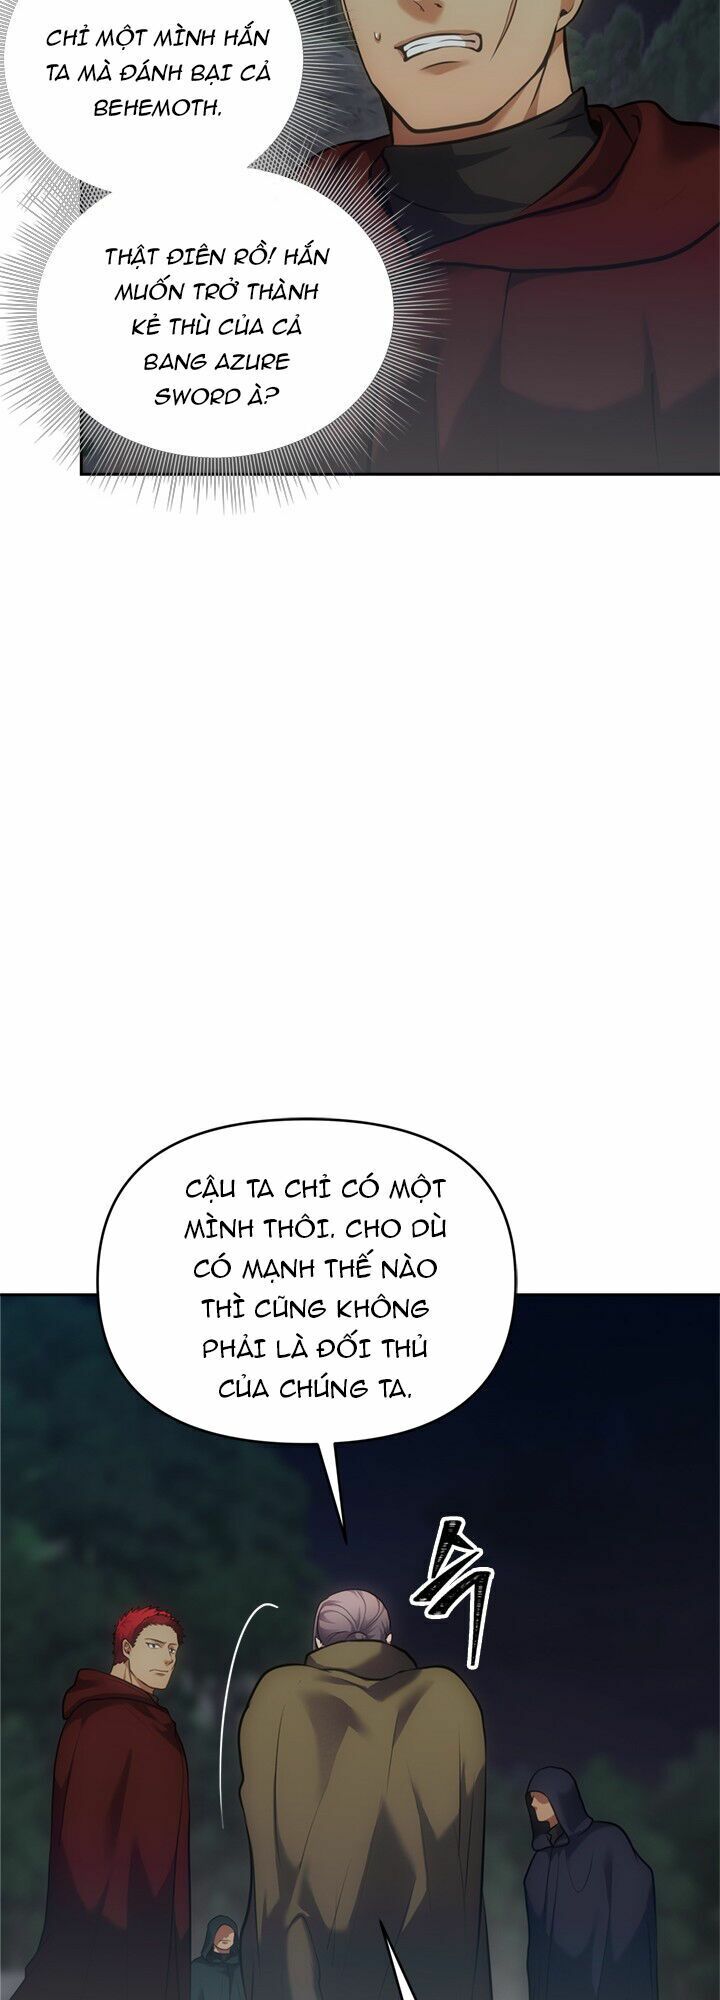 CHỈ MỘT MÌNH HẮN
TA MÀ ĐÁNH BẠI CẢ
BEHEMOTH.
THẬT ĐIÊN RỒ! HẮN
MUỐN TRỞ THÀNH
KẺ THÙ CỦA CẢ
BANG AZURE
SWORD À?
CẬU TA CHỈ CÓ MỘT
MÌNH THÔI. CHO DÙ
CÓ MẠNH THẾ NÀO
THÌ CŨNG KHÔNG
PHẢI LÀ ĐỐI THỦ
CỦA CHÚNG TA.